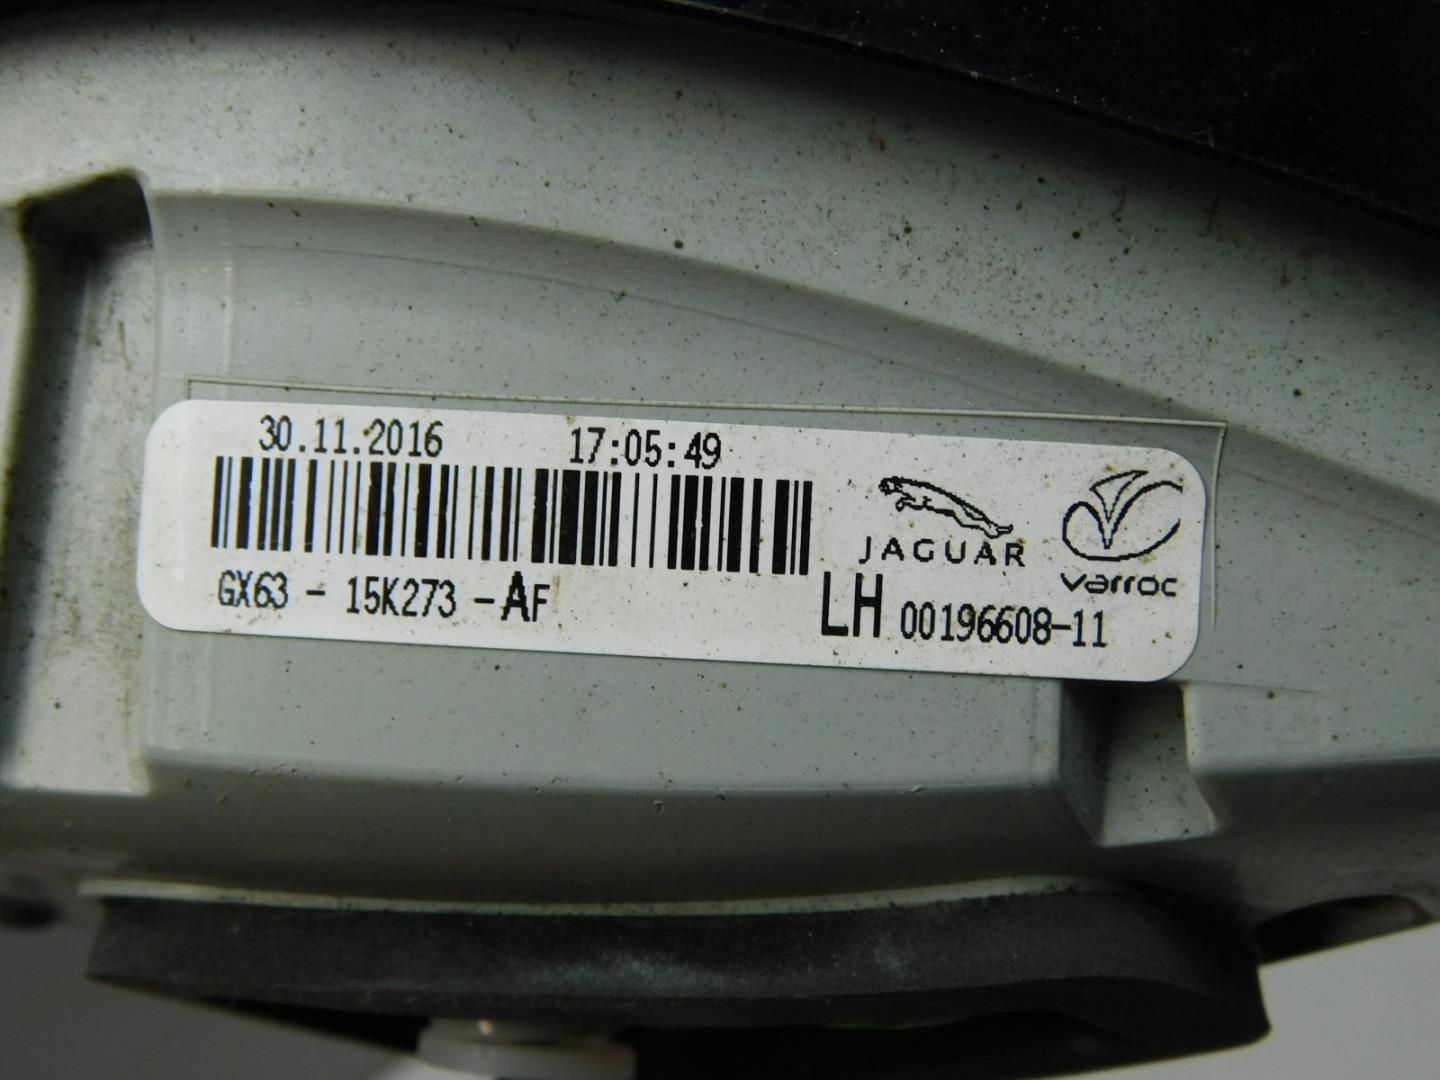 30.11.2016 17:05:49
JAGUAR
varroc
GX63 - 15K273 -AF
LH 00196608-11